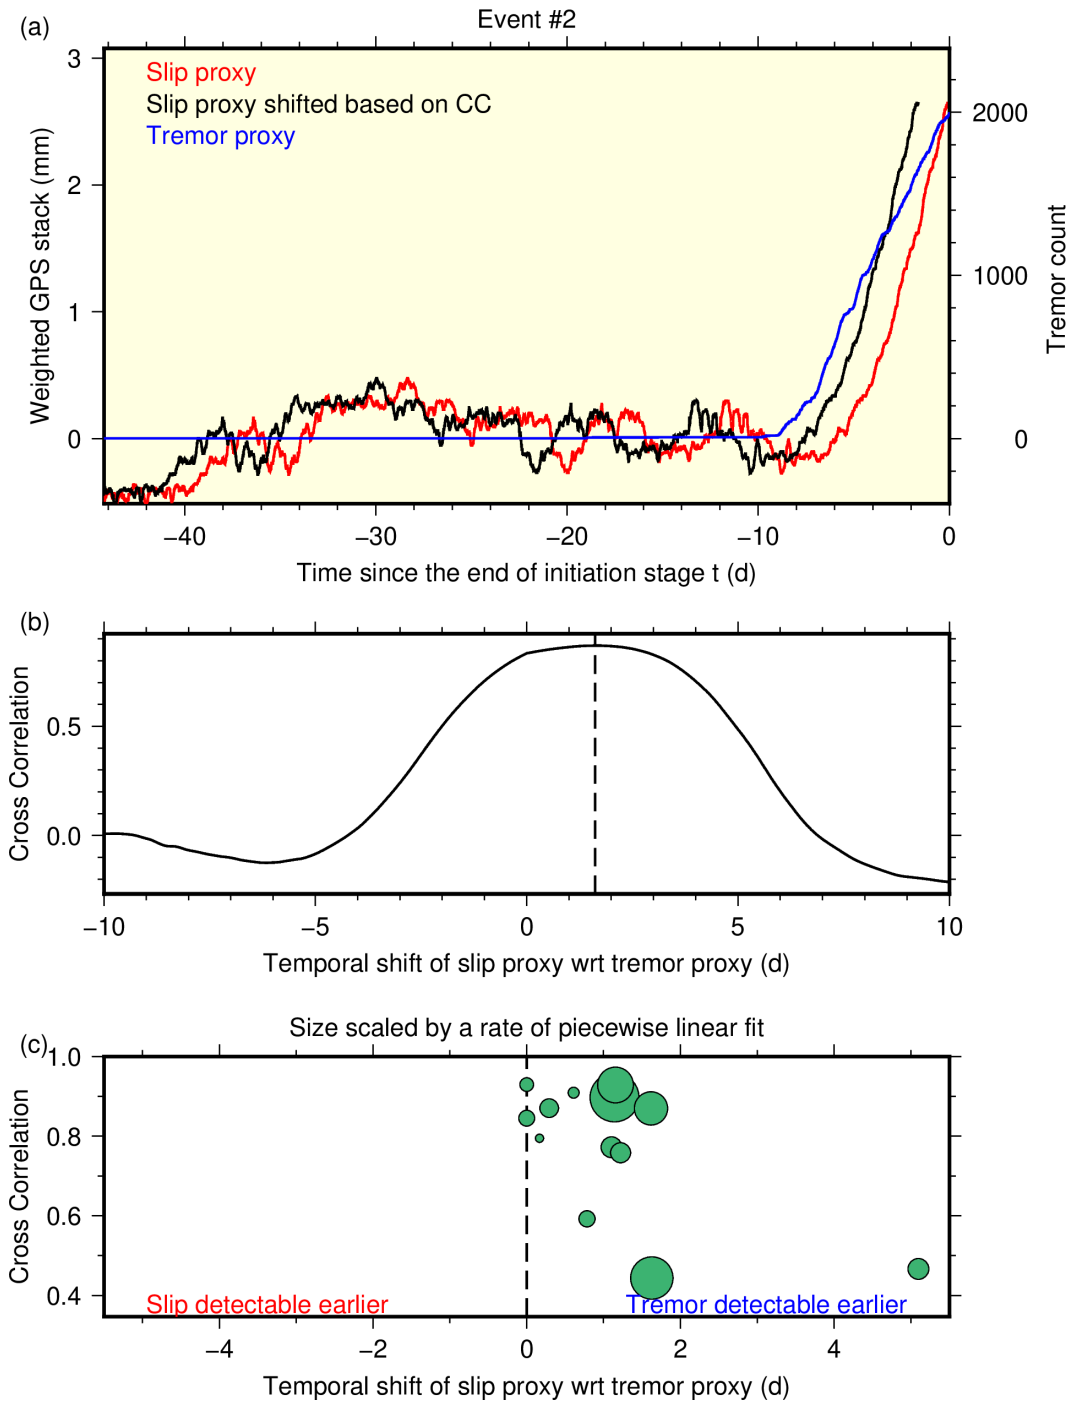 (a)
Event #2
Slip proxy
Slip proxy shifted based on CC
Tremor proxy
Weighted GPS stack (mm)
3
2
1
0
2000
1000
0
Tremor count
−40 −30 −20 −10 0
Time since the end of initiation stage t (d)
(b)
Cross Correlation
0.5
0.0
−10 −5 0 5 10
Temporal shift of slip proxy wrt tremor proxy (d)
Size scaled by a rate of piecewise linear fit
(c)
Cross Correlation
1.0
0.8
0.6
0.4
Slip detectable earlier
Tremor detectable earlier
−4 −2 0 2 4
Temporal shift of slip proxy wrt tremor proxy (d)